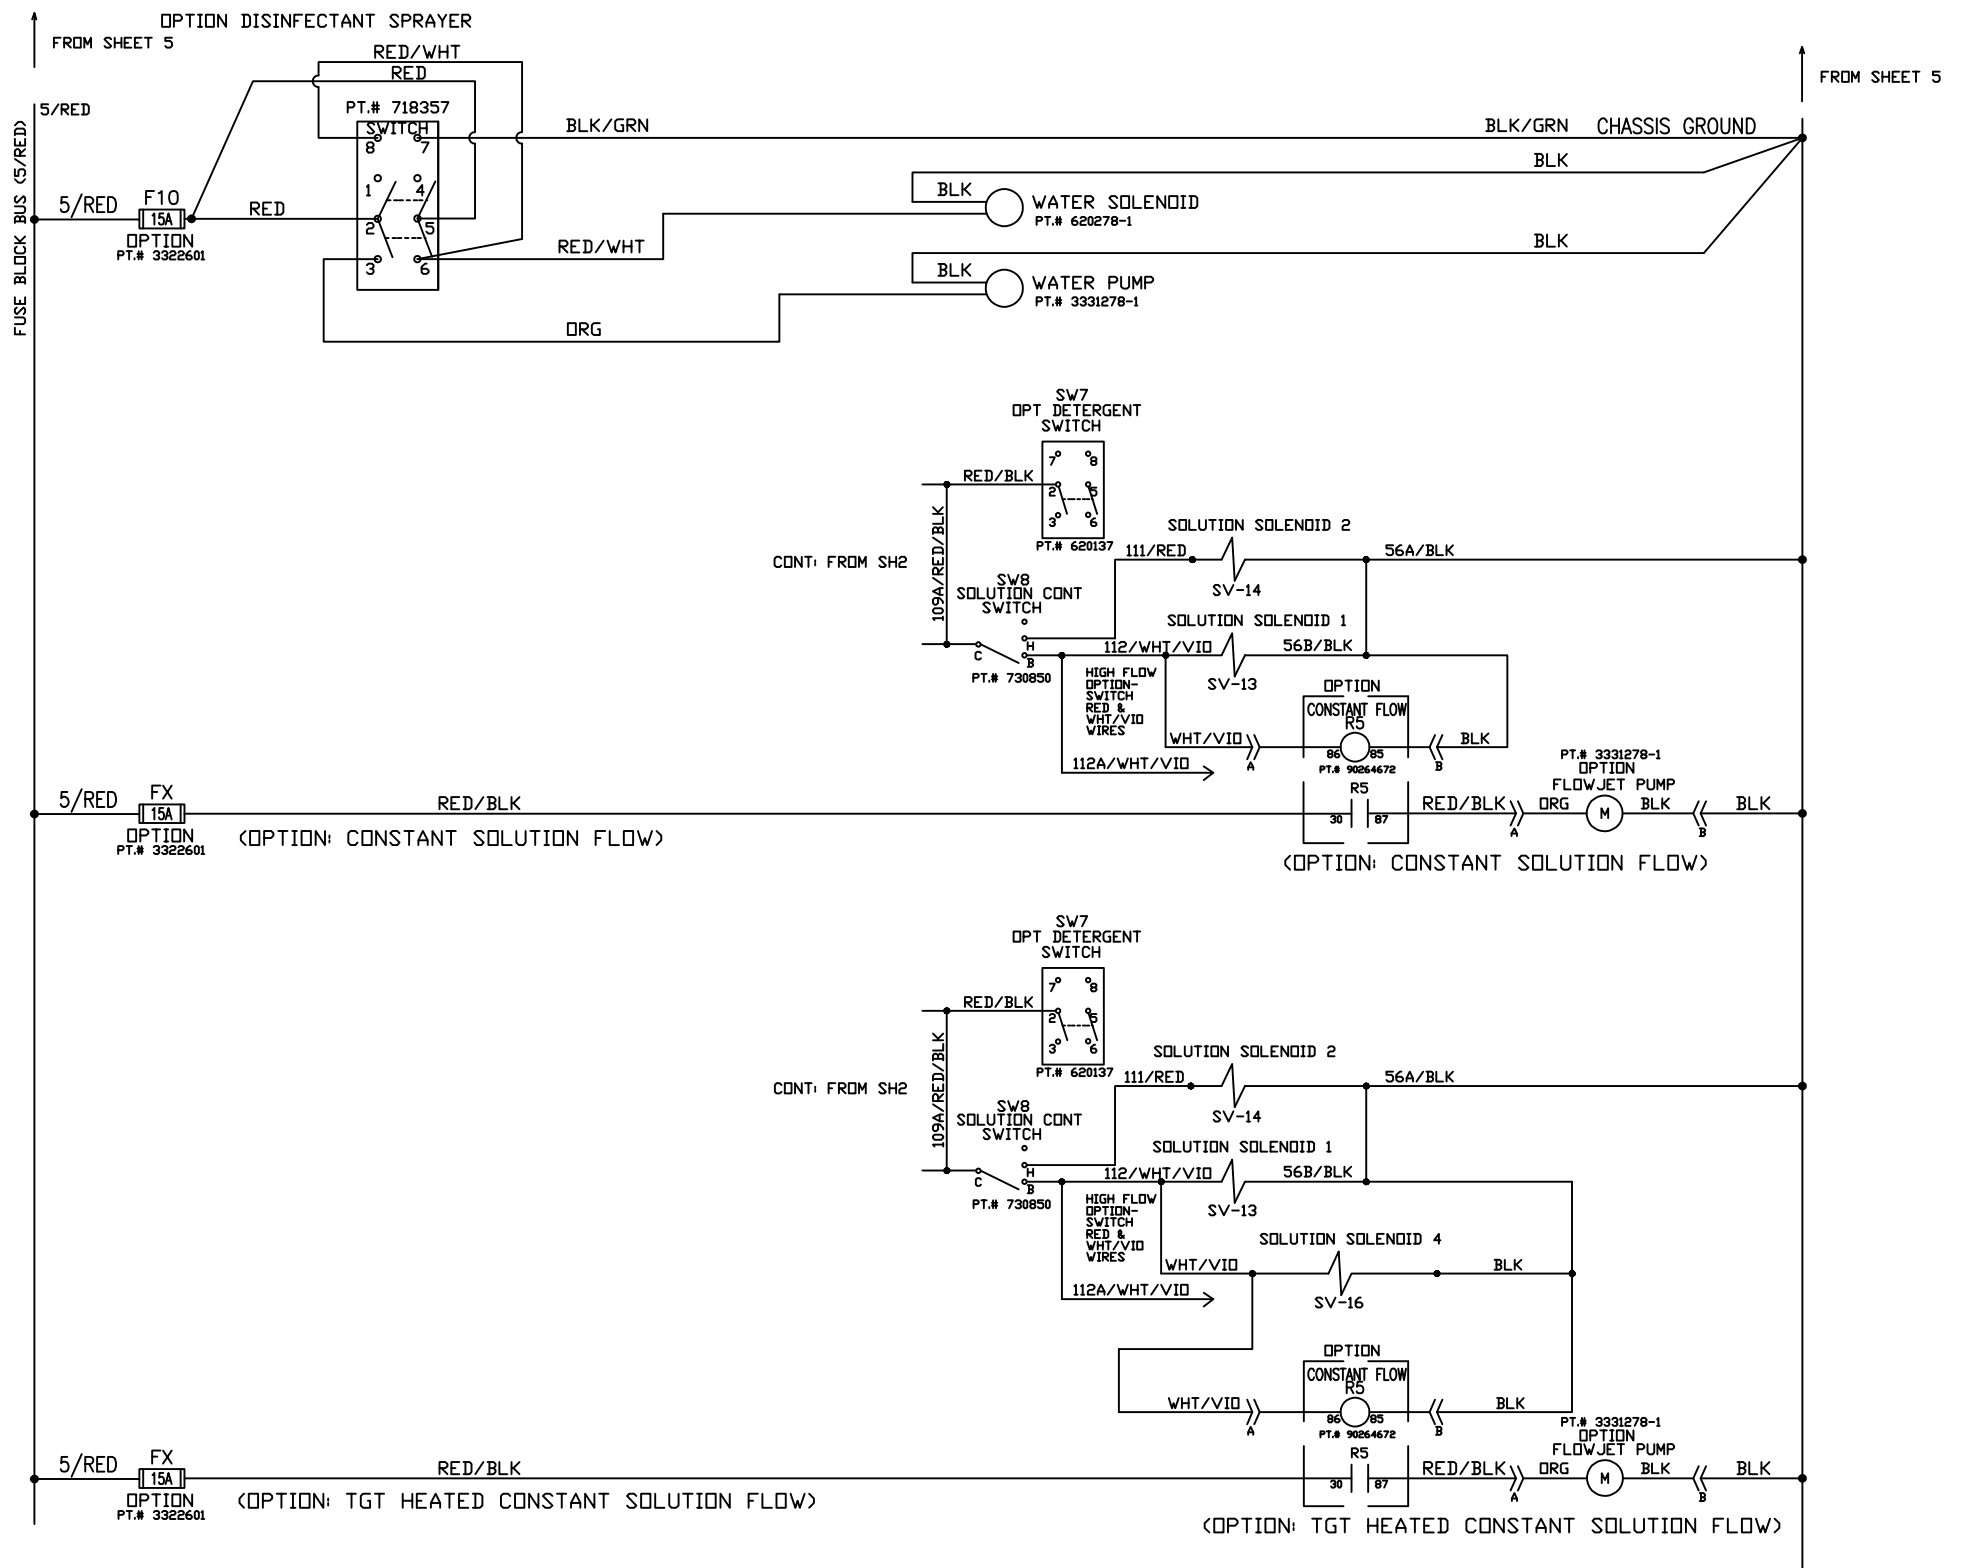 OPTION DISINFECTANT SPRAYER
FROM SHEET 5
RED/WHT
RED
FROM SHEET 5
5/RED
PT.# 718357
SWITCH
BLK/GRN
BLK/GRN
CHASSIS GROUND
8
7
BLK
FUSE BLOCK BUS (5/RED)
1
4
BLK
WATER SOLENOID
PT.# 620278-1
5/RED
F10
15A
OPTION
PT.# 3322601
RED
2
5
RED/WHT
BLK
3
6
BLK
WATER PUMP
PT.# 3331278-1
ORG
SW7
OPT DETERGENT
SWITCH
7
8
RED/BLK
2
5
3
6
PT.# 620137
109A/RED/BLK
CONT: FROM SH2
SOLUTION SOLENOID 2
111/RED
56A/BLK
SV-14
SW8
SOLUTION CONT
SWITCH
SOLUTION SOLENOID 1
H
112/WHT/VIO
56B/BLK
C
B
PT.# 730850
HIGH FLOW
OPTION-
SWITCH
RED &
WHT/VIO
WIRES
SV-13
OPTION
CONSTANT FLOW
R5
WHT/VIO
A
86
85
PT.# 90264672
B
BLK
112A/WHT/VIO
PT.# 3331278-1
OPTION
FLOWJET PUMP
5/RED
FX
15A
OPTION
PT.# 3322601
RED/BLK
(OPTION: CONSTANT SOLUTION FLOW)
R5
30
87
RED/BLK
A
ORG
M
BLK
B
BLK
(OPTION: CONSTANT SOLUTION FLOW)
SW7
OPT DETERGENT
SWITCH
7
8
RED/BLK
2
5
3
6
PT.# 620137
109A/RED/BLK
CONT: FROM SH2
SOLUTION SOLENOID 2
111/RED
56A/BLK
SV-14
SW8
SOLUTION CONT
SWITCH
SOLUTION SOLENOID 1
H
112/WHT/VIO
56B/BLK
C
B
PT.# 730850
HIGH FLOW
OPTION-
SWITCH
RED &
WHT/VIO
WIRES
SV-13
SOLUTION SOLENOID 4
WHT/VIO
BLK
SV-16
112A/WHT/VIO
OPTION
CONSTANT FLOW
R5
WHT/VIO
A
86
85
PT.# 90264672
B
BLK
PT.# 3331278-1
OPTION
FLOWJET PUMP
5/RED
FX
15A
OPTION
PT.# 3322601
RED/BLK
(OPTION: TGT HEATED CONSTANT SOLUTION FLOW)
R5
30
87
RED/BLK
A
ORG
M
BLK
B
BLK
(OPTION: TGT HEATED CONSTANT SOLUTION FLOW)